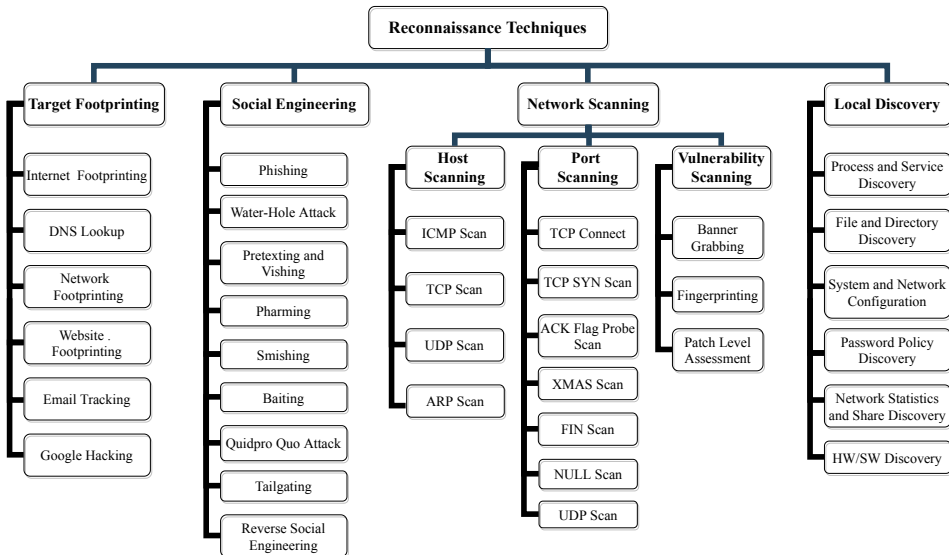 Reconnaissance Techniques
Target Footprinting
Internet Footprinting
DNS Lookup
Network
Footprinting
Website .
Footprinting
Email Tracking
Google Hacking
Social Engineering
Phishing
Water-Hole Attack
Pretexting and
Vishing
Pharming
Smishing
Baiting
Quidpro Quo Attack
Tailgating
Reverse Social
Engineering
Network Scanning
Host
Scanning
ICMP Scan
TCP Scan
UDP Scan
ARP Scan
Port
Scanning
TCP Connect
TCP SYN Scan
ACK Flag Probe
Scan
XMAS Scan
FIN Scan
NULL Scan
UDP Scan
Vulnerability
Scanning
Banner
Grabbing
Fingerprinting
Patch Level
Assessment
Local Discovery
Process and Service
Discovery
File and Directory
Discovery
System and Network
Configuration
Password Policy
Discovery
Network Statistics
and Share Discovery
HW/SW Discovery